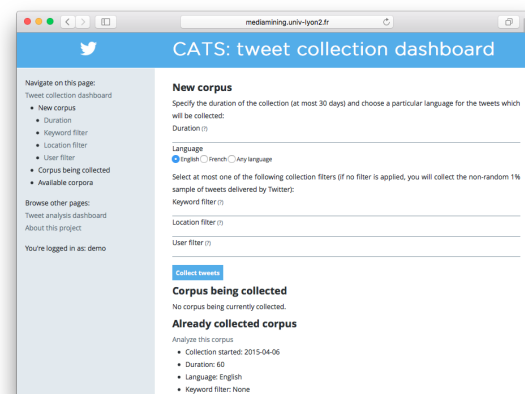 mediamining.univ-lyon2.fr
CATS: tweet collection dashboard
Navigate on this page:
Tweet collection dashboard
New corpus
Duration
Keyword filter
Location filter
User filter
Corpus being collected
Available corpora
Browse other pages:
Tweet analysis dashboard
About this project
You're logged in as: demo
New corpus
Specify the duration of the collection (at most 30 days) and choose a particular language for the tweets which
will be collected:
Duration (?)
Language
English French Any language
Select at most one of the following collection filters (if no filter is applied, you will collect the non-random 1%
sample of tweets delivered by Twitter):
Keyword filter (?)
Location filter (?)
User filter (?)
Collect tweets
Corpus being collected
No corpus being currently collected.
Already collected corpus
Analyze this corpus
Collection started: 2015-04-06
Duration: 60
Language: English
Keyword filter: None